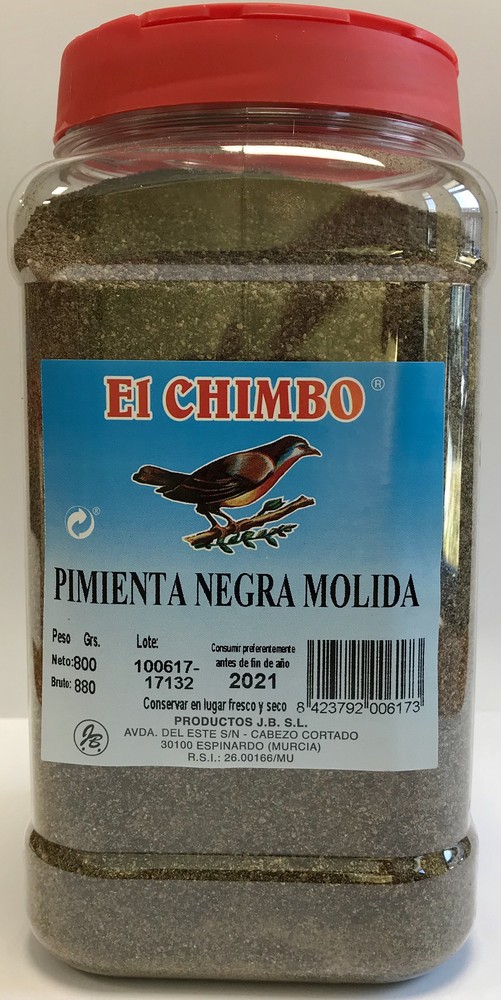 El CHIMBO ®
®
PIMIENTA NEGRA MOLIDA
Peso Grs.
Neto:800
Bruto: 880
Lote:
100617-
17132
Consumir preferentemente
antes de fin de año
2021
Conservar en lugar fresco y seco
8 423792 006173
PRODUCTOS J.B. S.L.
AVDA. DEL ESTE S/N - CABEZO CORTADO
30100 ESPINARDO (MURCIA)
R.S.I.: 26.00166/MU
JB.